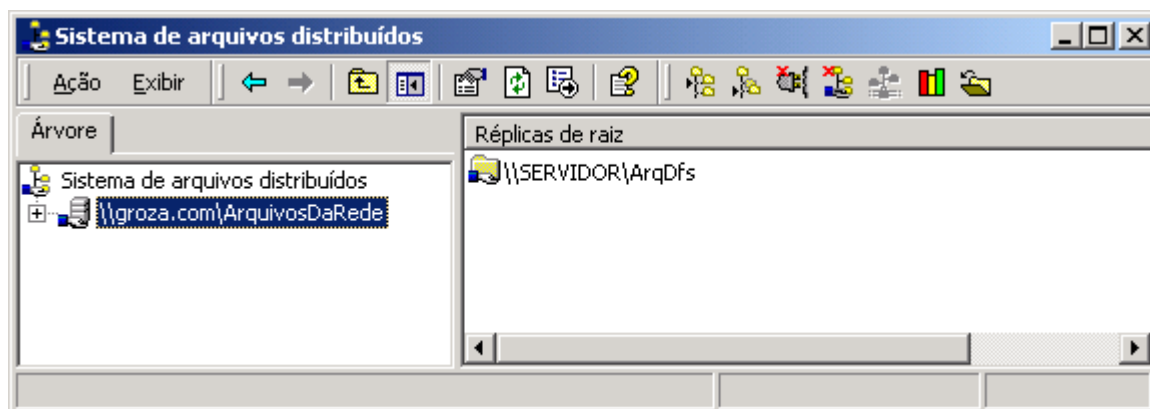 Sistema de arquivos distribuídos
Ação Exibir
Árvore
Réplicas de raiz
Sistema de arquivos distribuídos
\\groza.com\ArquivosDaRede
\\SERVIDOR\ArqDfs